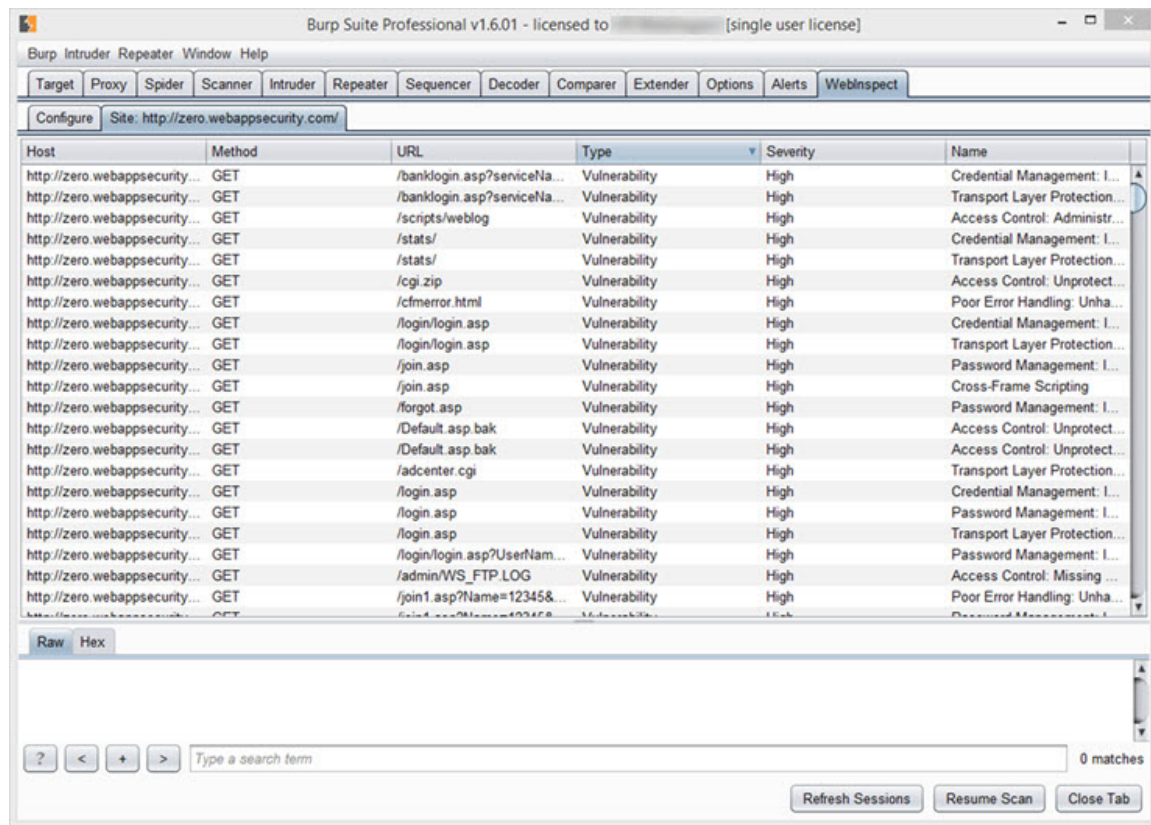 Burp Suite Professional v1.6.01 - licensed to [single user license]
Burp Intruder Repeater Window Help
Target Proxy Spider Scanner Intruder Repeater Sequencer Decoder Comparer Extender Options Alerts WebInspect
Configure Site: http://zero.webappsecurity.com/
Host Method URL Type Severity Name
http://zero.webappsecurity... GET /banklogin.asp?serviceNa... Vulnerability High Credential Management: I...
http://zero.webappsecurity... GET /banklogin.asp?serviceNa... Vulnerability High Transport Layer Protection...
http://zero.webappsecurity... GET /scripts/weblog Vulnerability High Access Control: Administr...
http://zero.webappsecurity... GET /stats/ Vulnerability High Credential Management: I...
http://zero.webappsecurity... GET /stats/ Vulnerability High Transport Layer Protection...
http://zero.webappsecurity... GET /cgi.zip Vulnerability High Access Control: Unprotect...
http://zero.webappsecurity... GET /cfmerror.html Vulnerability High Poor Error Handling: Unha...
http://zero.webappsecurity... GET /login/login.asp Vulnerability High Credential Management: I...
http://zero.webappsecurity... GET /login/login.asp Vulnerability High Transport Layer Protection...
http://zero.webappsecurity... GET /join.asp Vulnerability High Password Management: I...
http://zero.webappsecurity... GET /join.asp Vulnerability High Cross-Frame Scripting
http://zero.webappsecurity... GET /forgot.asp Vulnerability High Password Management: I...
http://zero.webappsecurity... GET /Default.asp.bak Vulnerability High Access Control: Unprotect...
http://zero.webappsecurity... GET /Default.asp.bak Vulnerability High Access Control: Unprotect...
http://zero.webappsecurity... GET /adcenter.cgi Vulnerability High Transport Layer Protection...
http://zero.webappsecurity... GET /login.asp Vulnerability High Credential Management: I...
http://zero.webappsecurity... GET /login.asp Vulnerability High Password Management: I...
http://zero.webappsecurity... GET /login.asp Vulnerability High Transport Layer Protection...
http://zero.webappsecurity... GET /login/login.asp?UserNam... Vulnerability High Password Management: I...
http://zero.webappsecurity... GET /admin/WS_FTP.LOG Vulnerability High Access Control: Missing ...
http://zero.webappsecurity... GET /join1.asp?Name=12345&... Vulnerability High Poor Error Handling: Unha...
Raw Hex
? < + > Type a search term 0 matches
Refresh Sessions Resume Scan Close Tab